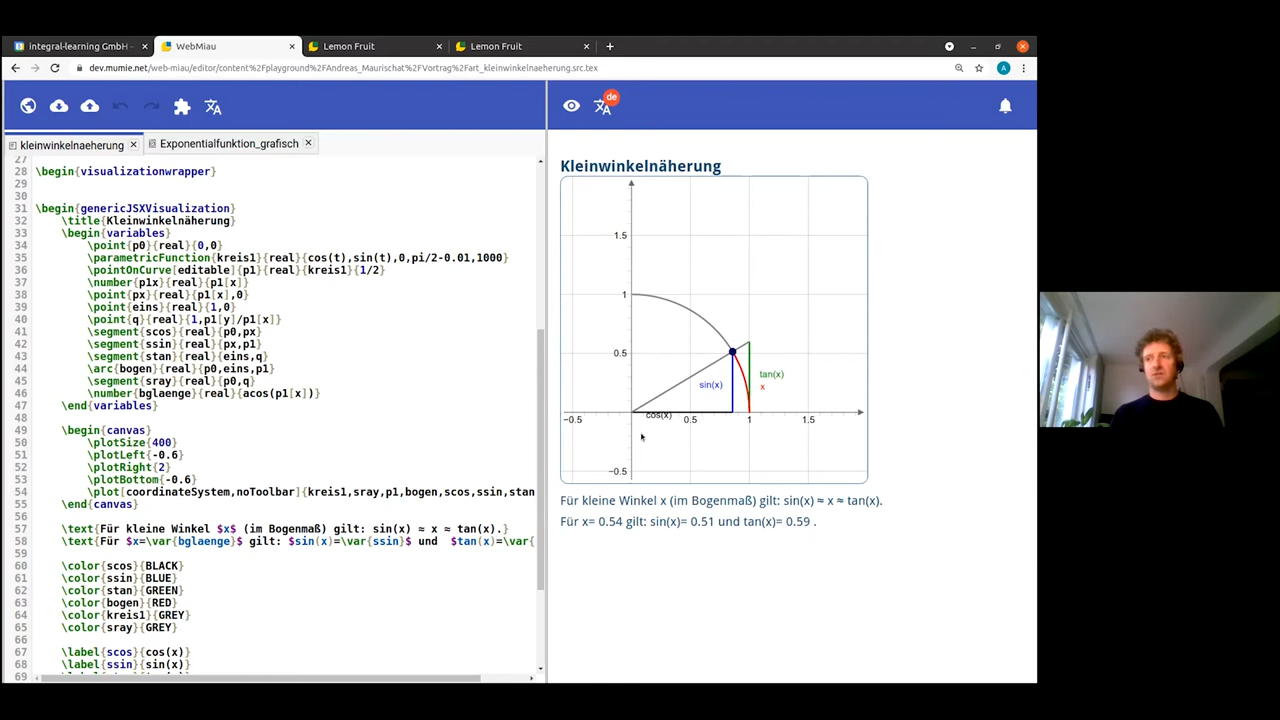 integral-learning GmbH -
WebMiau
Lemon Fruit
Lemon Fruit
dev.mumie.net/web-miau/editor/content%2Fplayground%2FAndreas_Maurischat%2FVortrag%2Fart_kleinwinkelnaeherung.src.tex
A
de
kleinwinkelnaeherung
Exponentialfunktion_grafisch
27
28 \begin{visualizationwrapper}
29
30
31 \begin{genericJSXVisualization}
32 \title{Kleinwinkelnäherung}
33 \begin{variables}
34 \point{p0}{real}{0,0}
35 \parametricFunction{kreis1}{real}{cos(t),sin(t),0,pi/2-0.01,1000}
36 \pointOnCurve[editable]{p1}{real}{kreis1}{1/2}
37 \number{p1x}{real}{p1[x]}
38 \point{px}{real}{p1[x],0}
39 \point{eins}{real}{1,0}
40 \point{q}{real}{1,p1[y]/p1[x]}
41 \segment{scos}{real}{p0,px}
42 \segment{ssin}{real}{px,p1}
43 \segment{stan}{real}{eins,q}
44 \arc{bogen}{real}{p0,eins,p1}
45 \segment{sray}{real}{p0,q}
46 \number{bglaenge}{real}{acos(p1[x])}
47 \end{variables}
48
49 \begin{canvas}
50 \plotSize{400}
51 \plotLeft{-0.6}
52 \plotRight{2}
53 \plotBottom{-0.6}
54 \plot[coordinateSystem,noToolbar]{kreis1,sray,p1,bogen,scos,ssin,stan
55 \end{canvas}
56
57 \text{Für kleine Winkel $x$ (im Bogenmaß) gilt: sin(x) ≈ x ≈ tan(x).}
58 \text{Für $x=\var{bglaenge}$ gilt: $sin(x)=\var{ssin}$ und $tan(x)=\var{
59
60 \color{scos}{BLACK}
61 \color{ssin}{BLUE}
62 \color{stan}{GREEN}
63 \color{bogen}{RED}
64 \color{kreis1}{GREY}
65 \color{sray}{GREY}
66
67 \label{scos}{cos(x)}
68 \label{ssin}{sin(x)}
69
Kleinwinkelnäherung
1.5
1
0.5
sin(x)
tan(x)
x
cos(x)
−0.5
0.5
1
1.5
−0.5
Für kleine Winkel x (im Bogenmaß) gilt: sin(x) ≈ x ≈ tan(x).
Für x= 0.54 gilt: sin(x)= 0.51 und tan(x)= 0.59 .